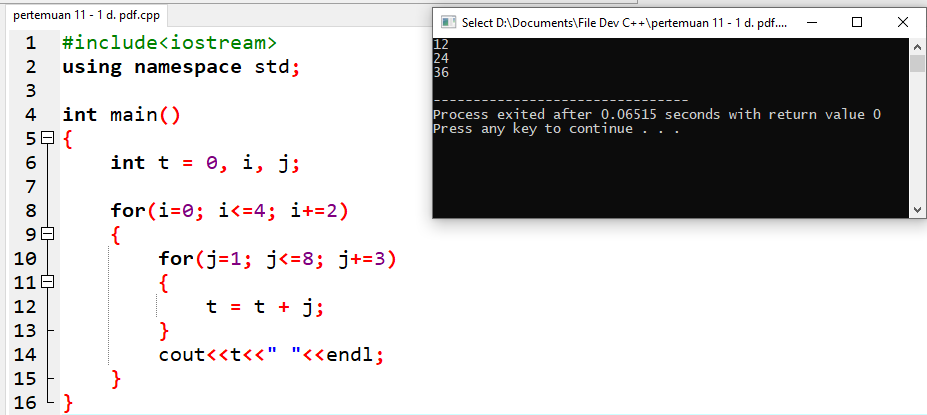 pertemuan 11 - 1 d. pdf.cpp
1 #include<iostream>
2 using namespace std;
3
4 int main()
5 {
6 int t = 0, i, j;
7
8 for(i=0; i<=4; i+=2)
9 {
10 for(j=1; j<=8; j+=3)
11 {
12 t = t + j;
13 }
14 cout<<t<<" "<<endl;
15 }
16 }
Select D:\Documents\File Dev C++\pertemuan 11 - 1 d. pdf....
12
24
36
--------------------------------
Process exited after 0.06515 seconds with return value 0
Press any key to continue . . .